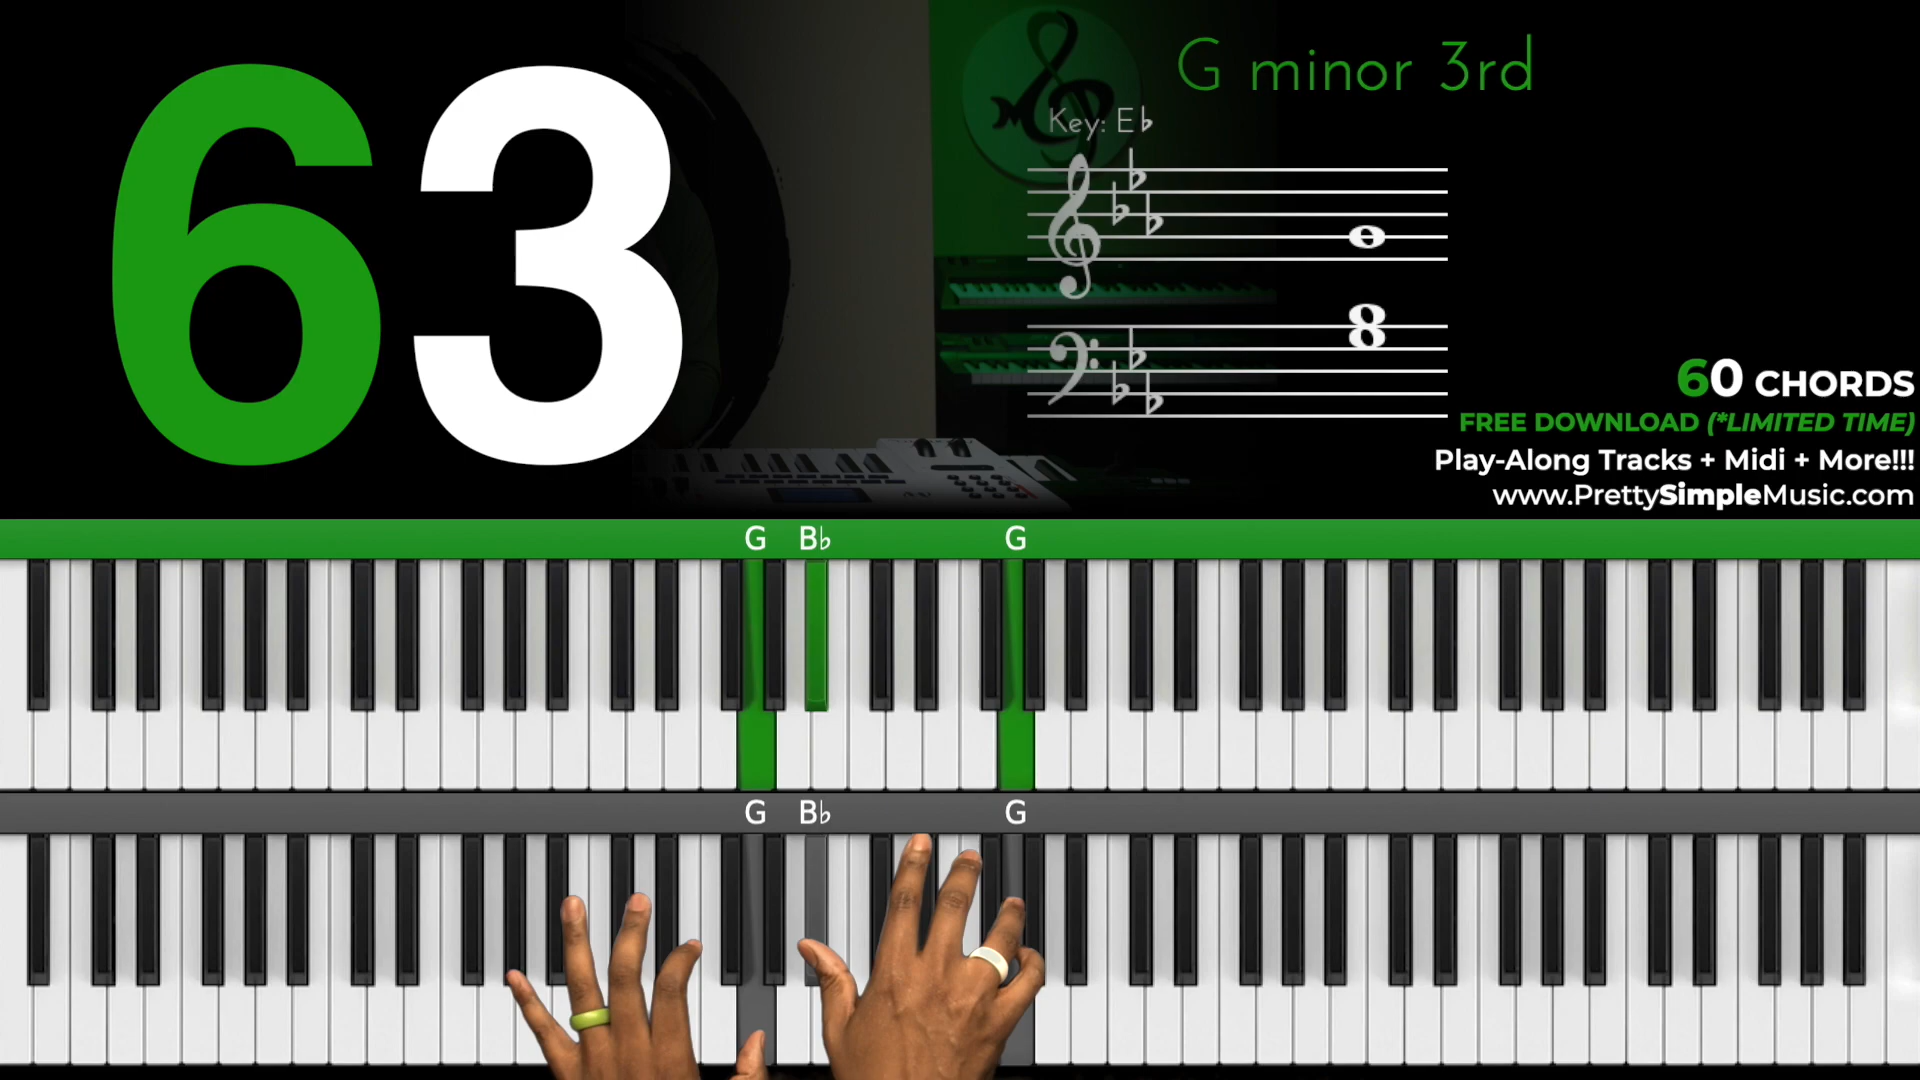 63
G minor 3rd
Key: E♭
60 CHORDS
FREE DOWNLOAD (*LIMITED TIME)
Play-Along Tracks + Midi + More!!!
www.PrettySimpleMusic.com
G B♭ G
G B♭ G